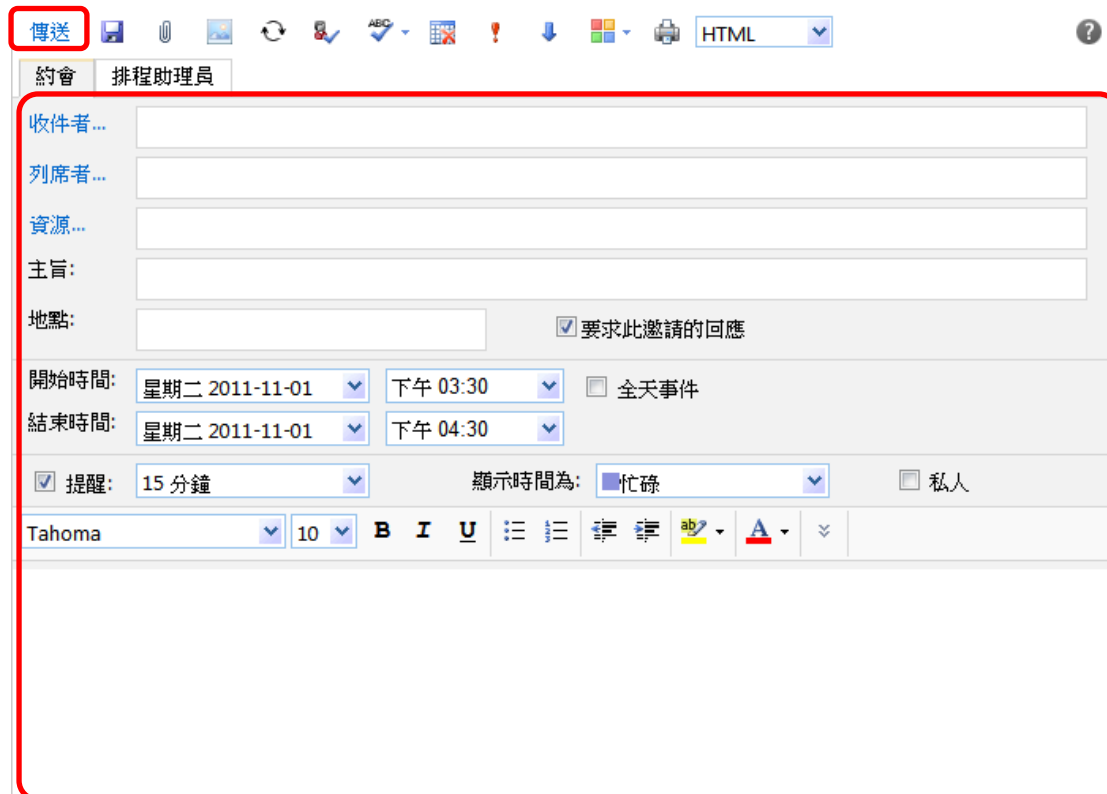 傳送 ABC HTML
約會 排程助理員
收件者...
列席者...
資源...
主旨:
地點: 要求此邀請的回應
開始時間: 星期二 2011-11-01 下午 03:30 全天事件
結束時間: 星期二 2011-11-01 下午 04:30
提醒: 15 分鐘 顯示時間為: 忙碌 私人
Tahoma 10 B I U ab A